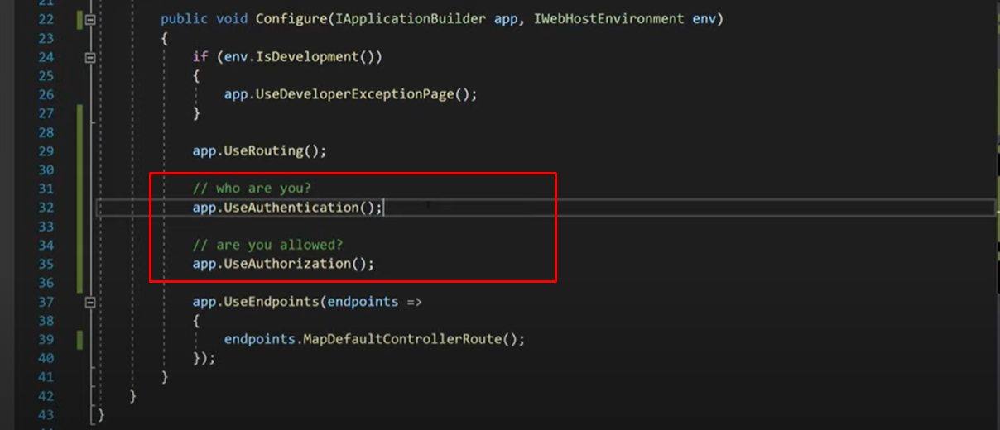 22 public void Configure(IApplicationBuilder app, IWebHostEnvironment env)
23 {
24 if (env.IsDevelopment())
25 {
26 app.UseDeveloperExceptionPage();
27 }
28
29 app.UseRouting();
30
31 // who are you?
32 app.UseAuthentication();
33
34 // are you allowed?
35 app.UseAuthorization();
36
37 app.UseEndpoints(endpoints =>
38 {
39 endpoints.MapDefaultControllerRoute();
40 });
41 }
42 }
43 }